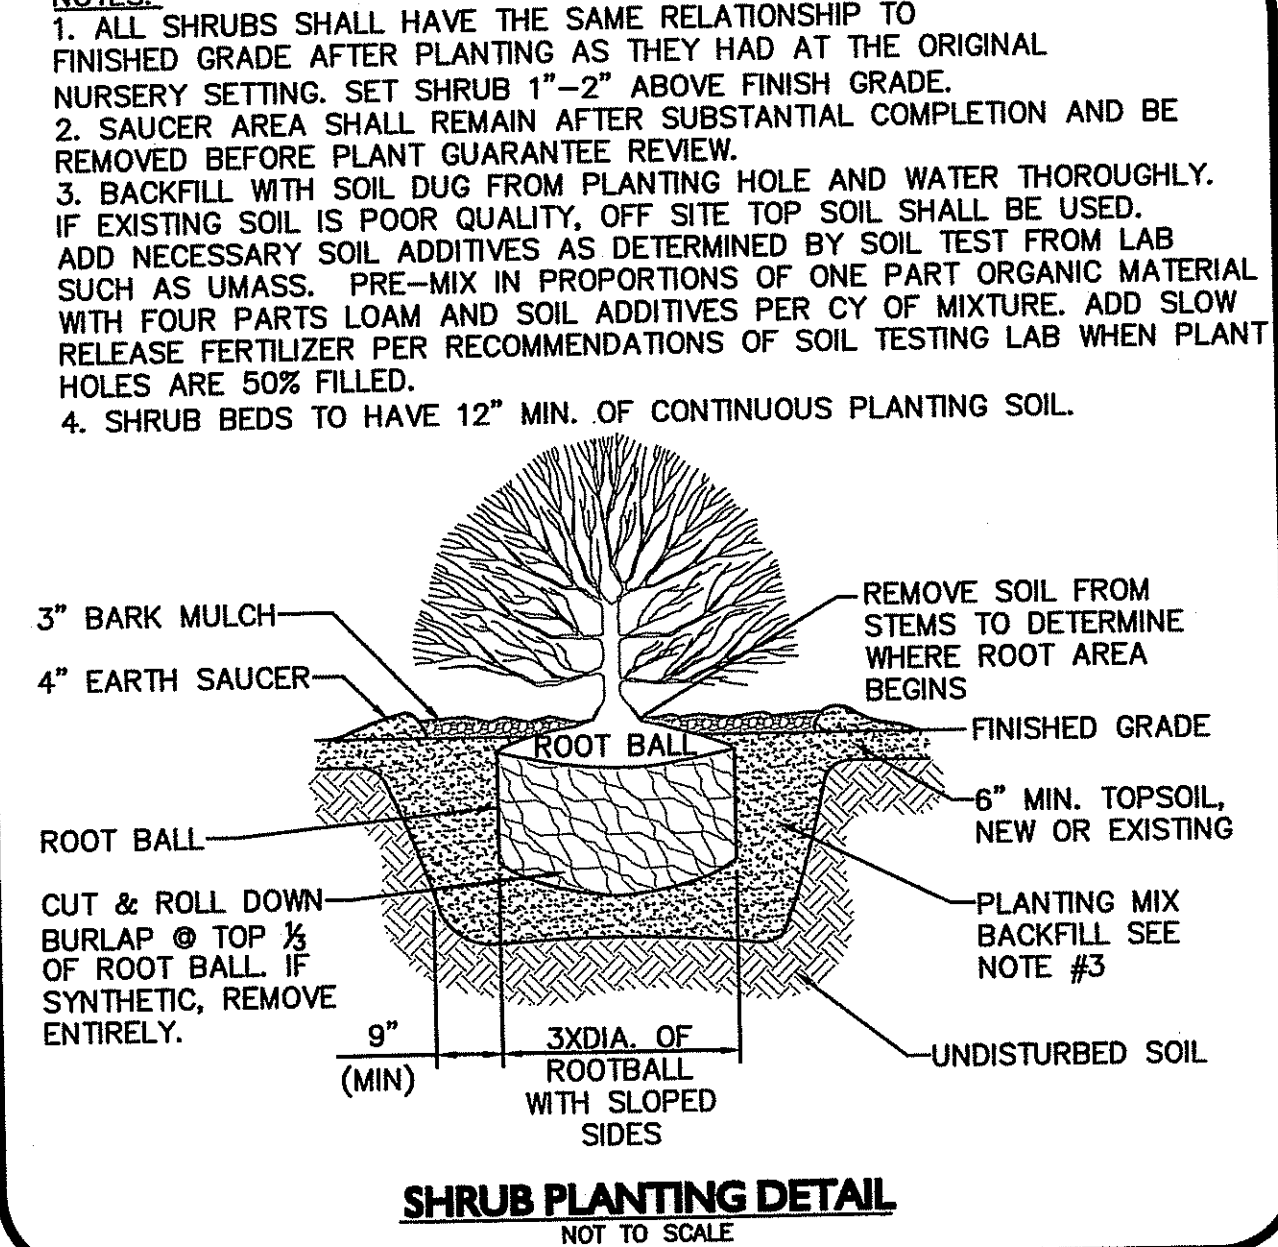 NOTES:
1. ALL SHRUBS SHALL HAVE THE SAME RELATIONSHIP TO
FINISHED GRADE AFTER PLANTING AS THEY HAD AT THE ORIGINAL
NURSERY SETTING. SET SHRUB 1"-2" ABOVE FINISH GRADE.
2. SAUCER AREA SHALL REMAIN AFTER SUBSTANTIAL COMPLETION AND BE
REMOVED BEFORE PLANT GUARANTEE REVIEW.
3. BACKFILL WITH SOIL DUG FROM PLANTING HOLE AND WATER THOROUGHLY.
IF EXISTING SOIL IS POOR QUALITY, OFF SITE TOP SOIL SHALL BE USED.
ADD NECESSARY SOIL ADDITIVES AS DETERMINED BY SOIL TEST FROM LAB
SUCH AS UMASS. PRE-MIX IN PROPORTIONS OF ONE PART ORGANIC MATERIAL
WITH FOUR PARTS LOAM AND SOIL ADDITIVES PER CY OF MIXTURE. ADD SLOW
RELEASE FERTILIZER PER RECOMMENDATIONS OF SOIL TESTING LAB WHEN PLANT
HOLES ARE 50% FILLED.
4. SHRUB BEDS TO HAVE 12" MIN. OF CONTINUOUS PLANTING SOIL.
3" BARK MULCH
4" EARTH SAUCER
ROOT BALL
CUT & ROLL DOWN
BURLAP @ TOP ⅓
OF ROOT BALL. IF
SYNTHETIC, REMOVE
ENTIRELY.
ROOT BALL
REMOVE SOIL FROM
STEMS TO DETERMINE
WHERE ROOT AREA
BEGINS
FINISHED GRADE
6" MIN. TOPSOIL,
NEW OR EXISTING
PLANTING MIX
BACKFILL SEE
NOTE #3
UNDISTURBED SOIL
9"
(MIN)
3XDIA. OF
ROOTBALL
WITH SLOPED
SIDES
SHRUB PLANTING DETAIL
NOT TO SCALE